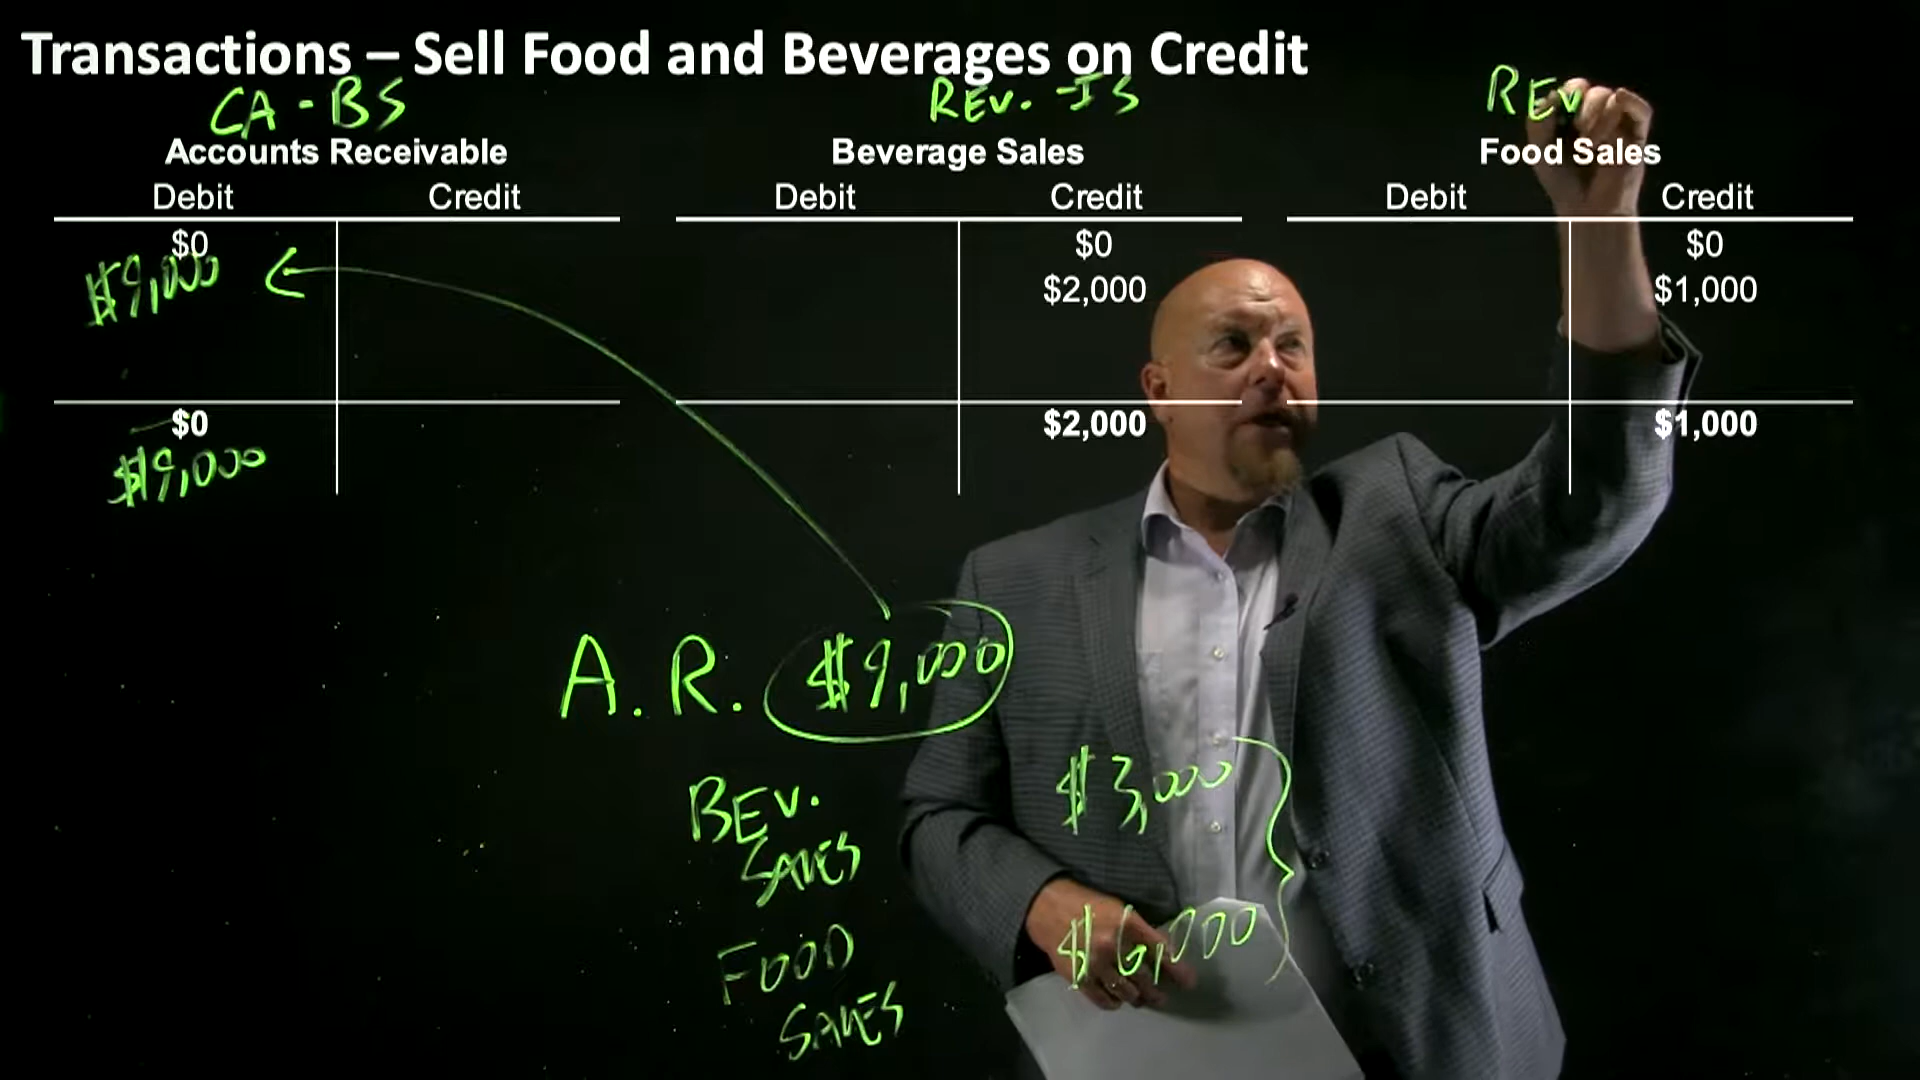 Transactions – Sell Food and Beverages on Credit
CA - BS
REV. - IS
REV
Accounts Receivable
Beverage Sales
Food Sales
Debit Credit
Debit Credit
Debit Credit
$0
$0
$0
$9,000
$2,000
$1,000
$0
$2,000
$1,000
$9,000
A.R. $9,000
BEV. $3,000
SALES
FOOD $6,000
SALES